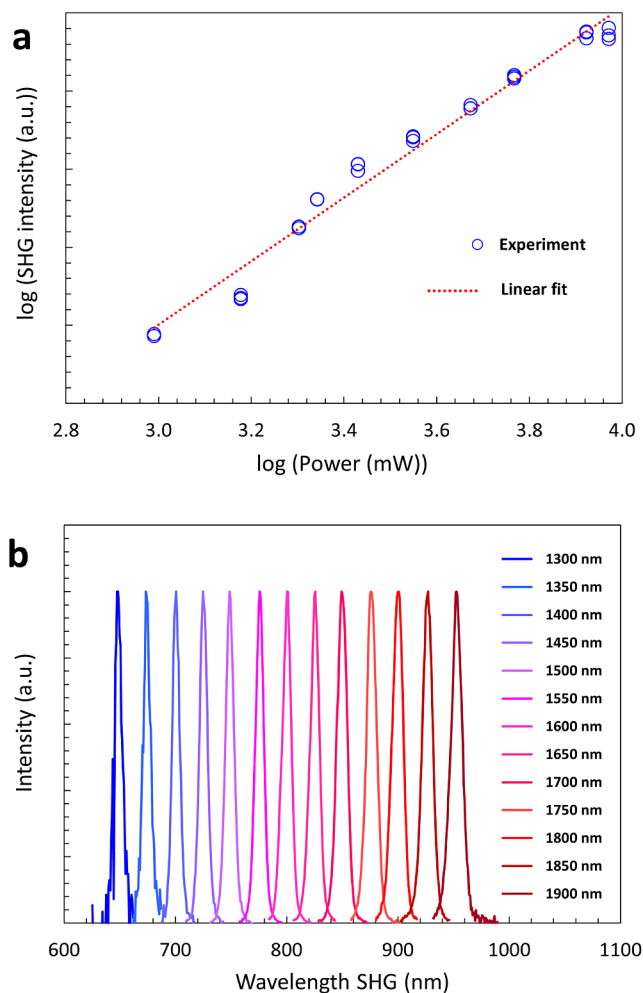 a
log (SHG intensity (a.u.))
Experiment
Linear fit
2.8 3.0 3.2 3.4 3.6 3.8 4.0
log (Power (mW))
b
Intensity (a.u.)
1300 nm
1350 nm
1400 nm
1450 nm
1500 nm
1550 nm
1600 nm
1650 nm
1700 nm
1750 nm
1800 nm
1850 nm
1900 nm
600 700 800 900 1000 1100
Wavelength SHG (nm)